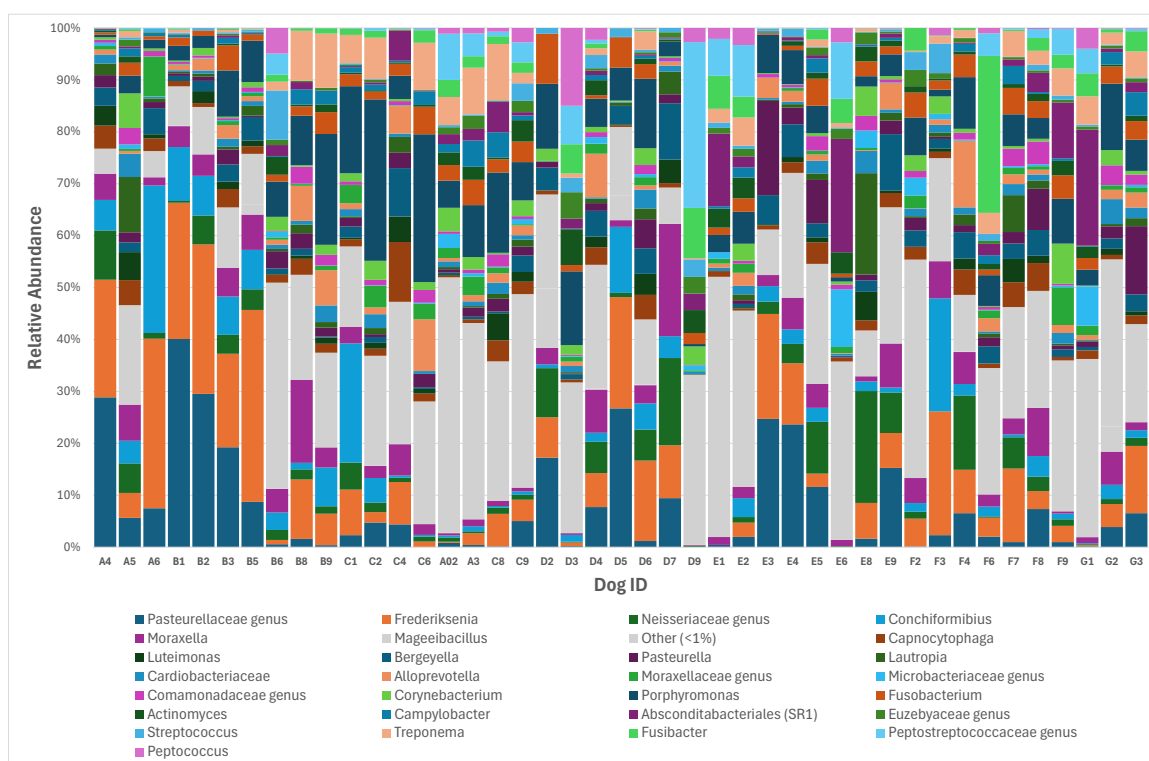 100%
90%
80%
70%
60%
50%
40%
30%
20%
10%
0%
Relative Abundance
A4 A5 A6 B1 B2 B3 B5 B6 B8 B9 C1 C2 C4 C6 A02 A3 C8 C9 D2 D3 D4 D5 D6 D7 D9 E1 E2 E3 E4 E5 E6 E8 E9 F2 F3 F4 F6 F7 F8 F9 G1 G2 G3
Dog ID
Pasteurellaceae genus Frederiksenia Neisseriaceae genus Conchiformibius
Moraxella Mageeibacillus Other (<1%) Capnocytophaga
Luteimonas Bergeyella Pasteurella Lautropia
Cardiobacteriaceae Alloprevotella Moraxellaceae genus Microbacteriaceae genus
Comamonadaceae genus Corynebacterium Porphyromonas Fusobacterium
Actinomyces Campylobacter Absconditabacteriales (SR1) Euzebyaceae genus
Streptococcus Treponema Fusibacter Peptostreptococcaceae genus
Peptococcus